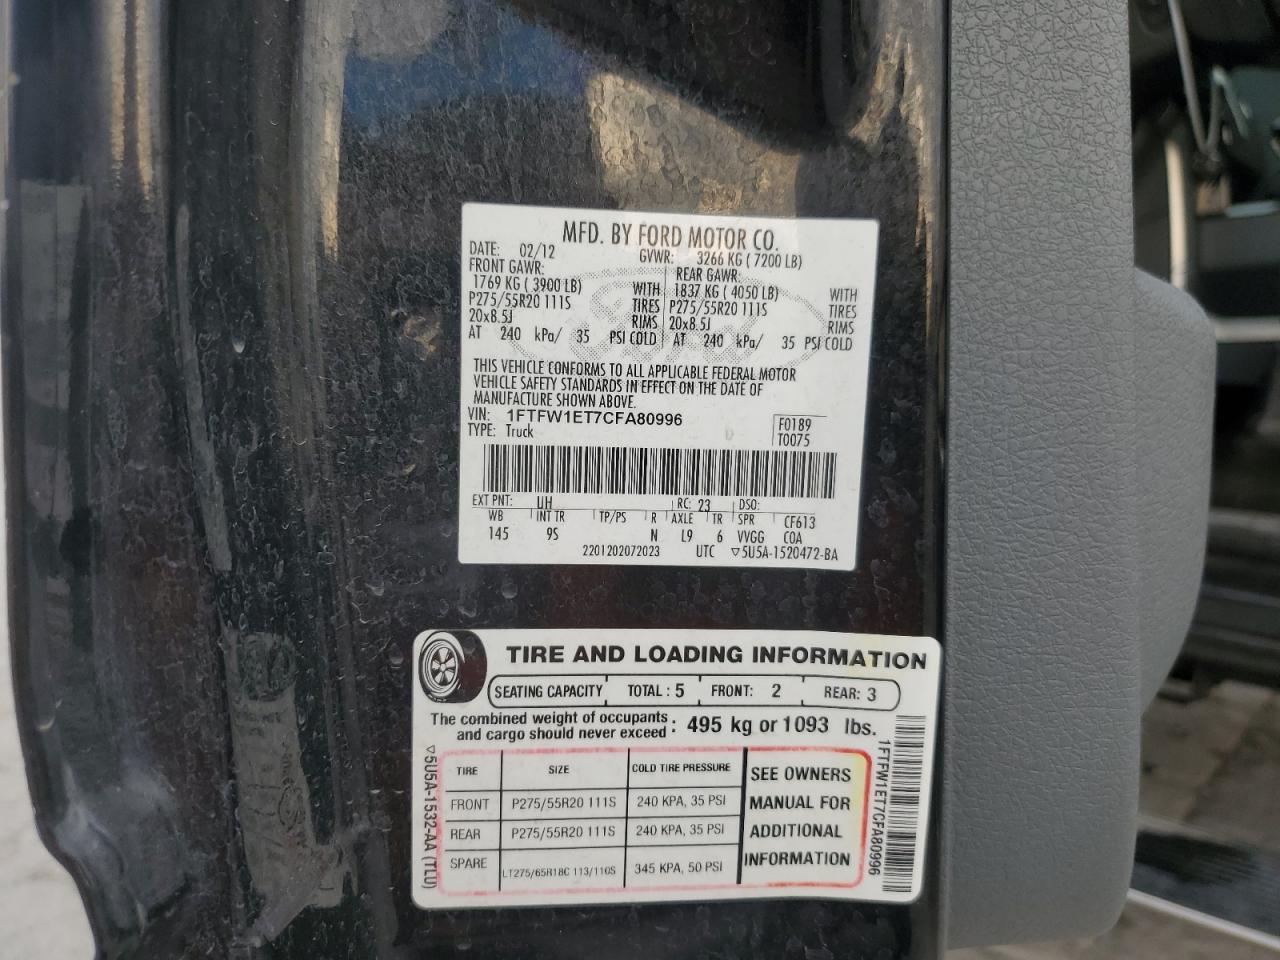 MFD. BY FORD MOTOR CO.
DATE: 02/12 GVWR: 3266 KG ( 7200 LB)
FRONT GAWR: REAR GAWR:
1769 KG ( 3900 LB) WITH 1837 KG ( 4050 LB) WITH
P275/55R20 111S TIRES P275/55R20 111S TIRES
20x8.5J RIMS 20x8.5J RIMS
AT 240 kPa/ 35 PSI COLD AT 240 kPa/ 35 PSI COLD
Ford
THIS VEHICLE CONFORMS TO ALL APPLICABLE FEDERAL MOTOR
VEHICLE SAFETY STANDARDS IN EFFECT ON THE DATE OF
MANUFACTURE SHOWN ABOVE.
VIN: 1FTFW1ET7CFA80996 F0189
TYPE: Truck T0075
EXT PNT: UH RC: 23 DSO:
WB INT TR TP/PS R AXLE TR SPR CF613
145 9S N L9 6 VVGG COA
2201202072023 UTC ▽5U5A-1520472-BA
TIRE AND LOADING INFORMATION
SEATING CAPACITY TOTAL : 5 FRONT: 2 REAR: 3
The combined weight of occupants
and cargo should never exceed : 495 kg or 1093 lbs.
TIRE SIZE COLD TIRE PRESSURE
FRONT P275/55R20 111S 240 KPA, 35 PSI
REAR P275/55R20 111S 240 KPA, 35 PSI
SPARE LT275/65R18C 113/110S 345 KPA, 50 PSI
SEE OWNERS
MANUAL FOR
ADDITIONAL
INFORMATION
▽5U5A-1532-AA (TLU)
1FTFW1ET7CFA80996